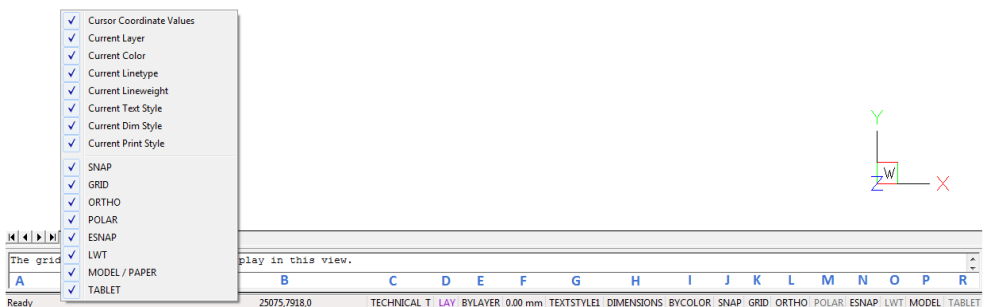 Cursor Coordinate Values
Current Layer
Current Color
Current Linetype
Current Lineweight
Current Text Style
Current Dim Style
Current Print Style
SNAP
GRID
ORTHO
POLAR
ESNAP
LWT
MODEL / PAPER
TABLET
Y
W
Z X
The grid play in this view.
A B C D E F G H I J K L M N O P R
Ready 25075,7918,0 TECHNICAL T LAY BYLAYER 0.00 mm TEXTSTYLE1 DIMENSIONS BYCOLOR SNAP GRID ORTHO POLAR ESNAP LWT MODEL TABLET